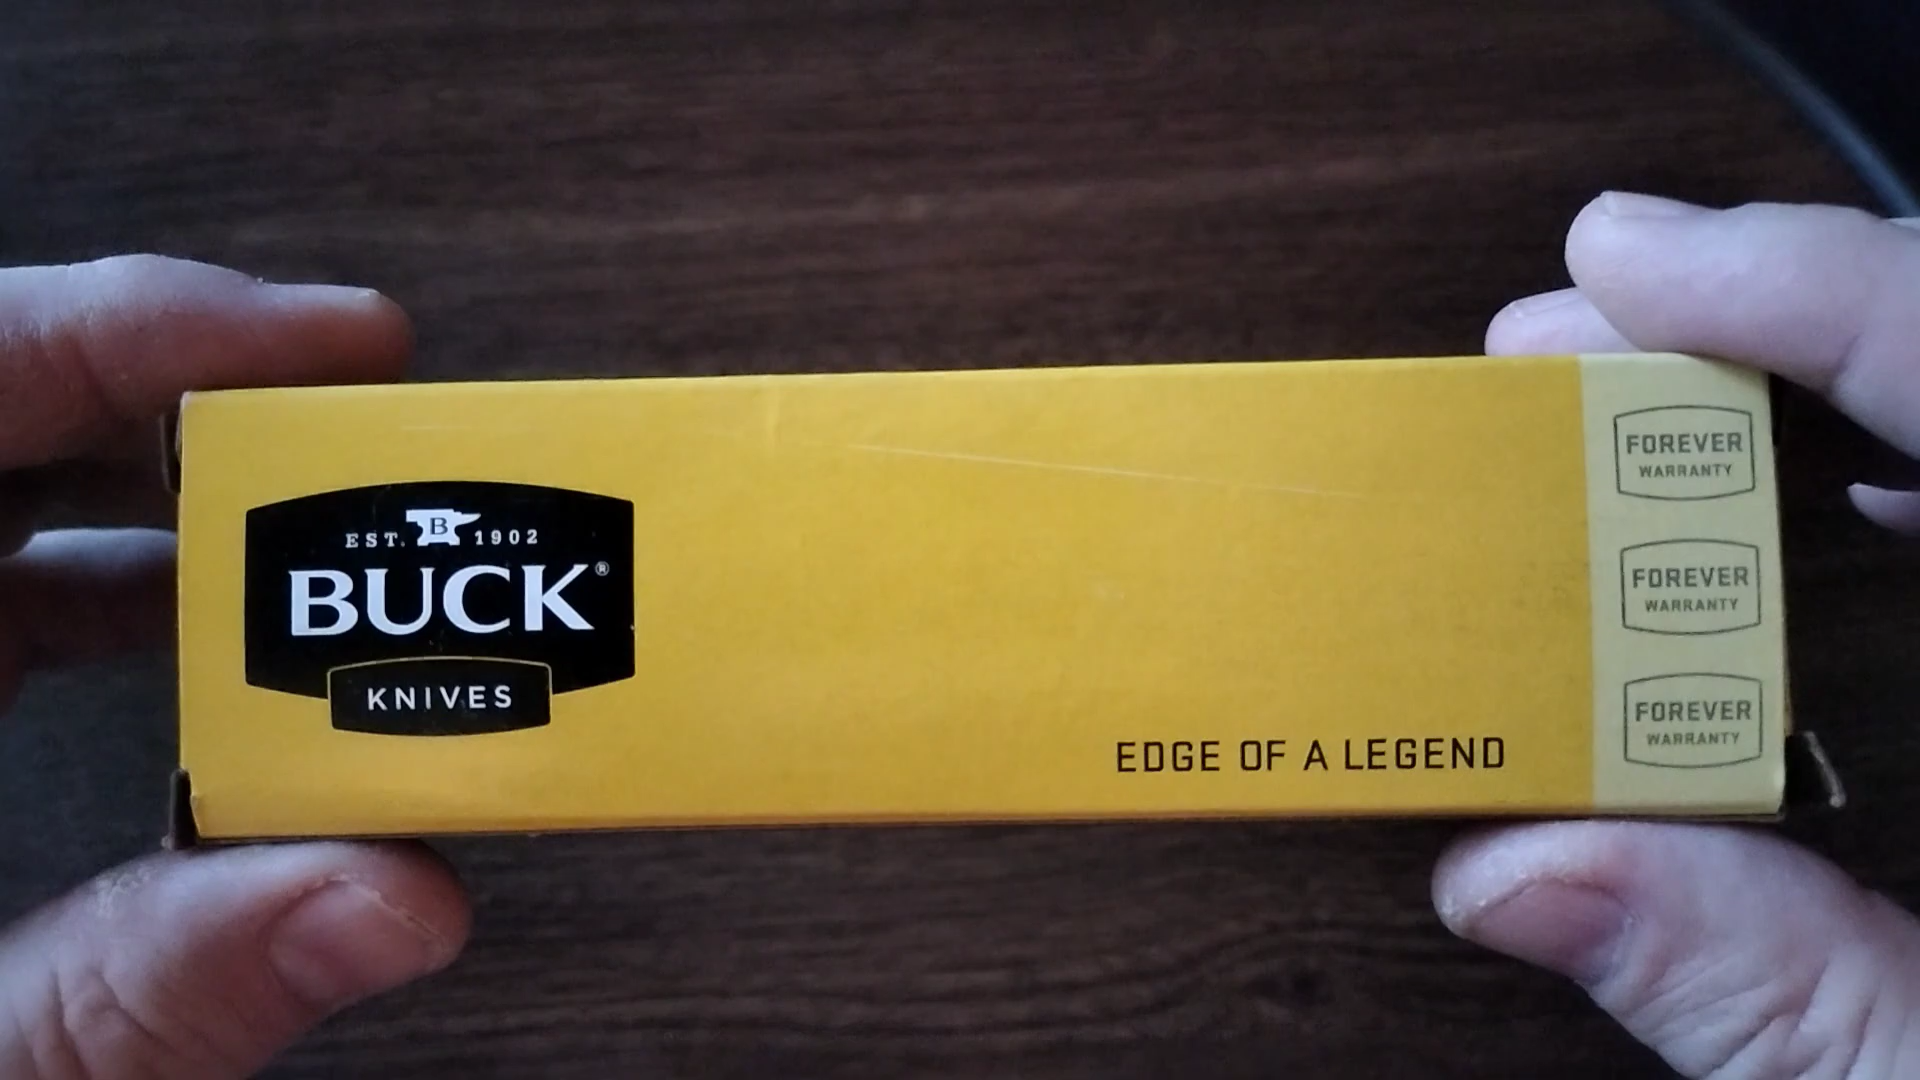 EST. B 1902
BUCK®
KNIVES
EDGE OF A LEGEND
FOREVER
WARRANTY
FOREVER
WARRANTY
FOREVER
WARRANTY